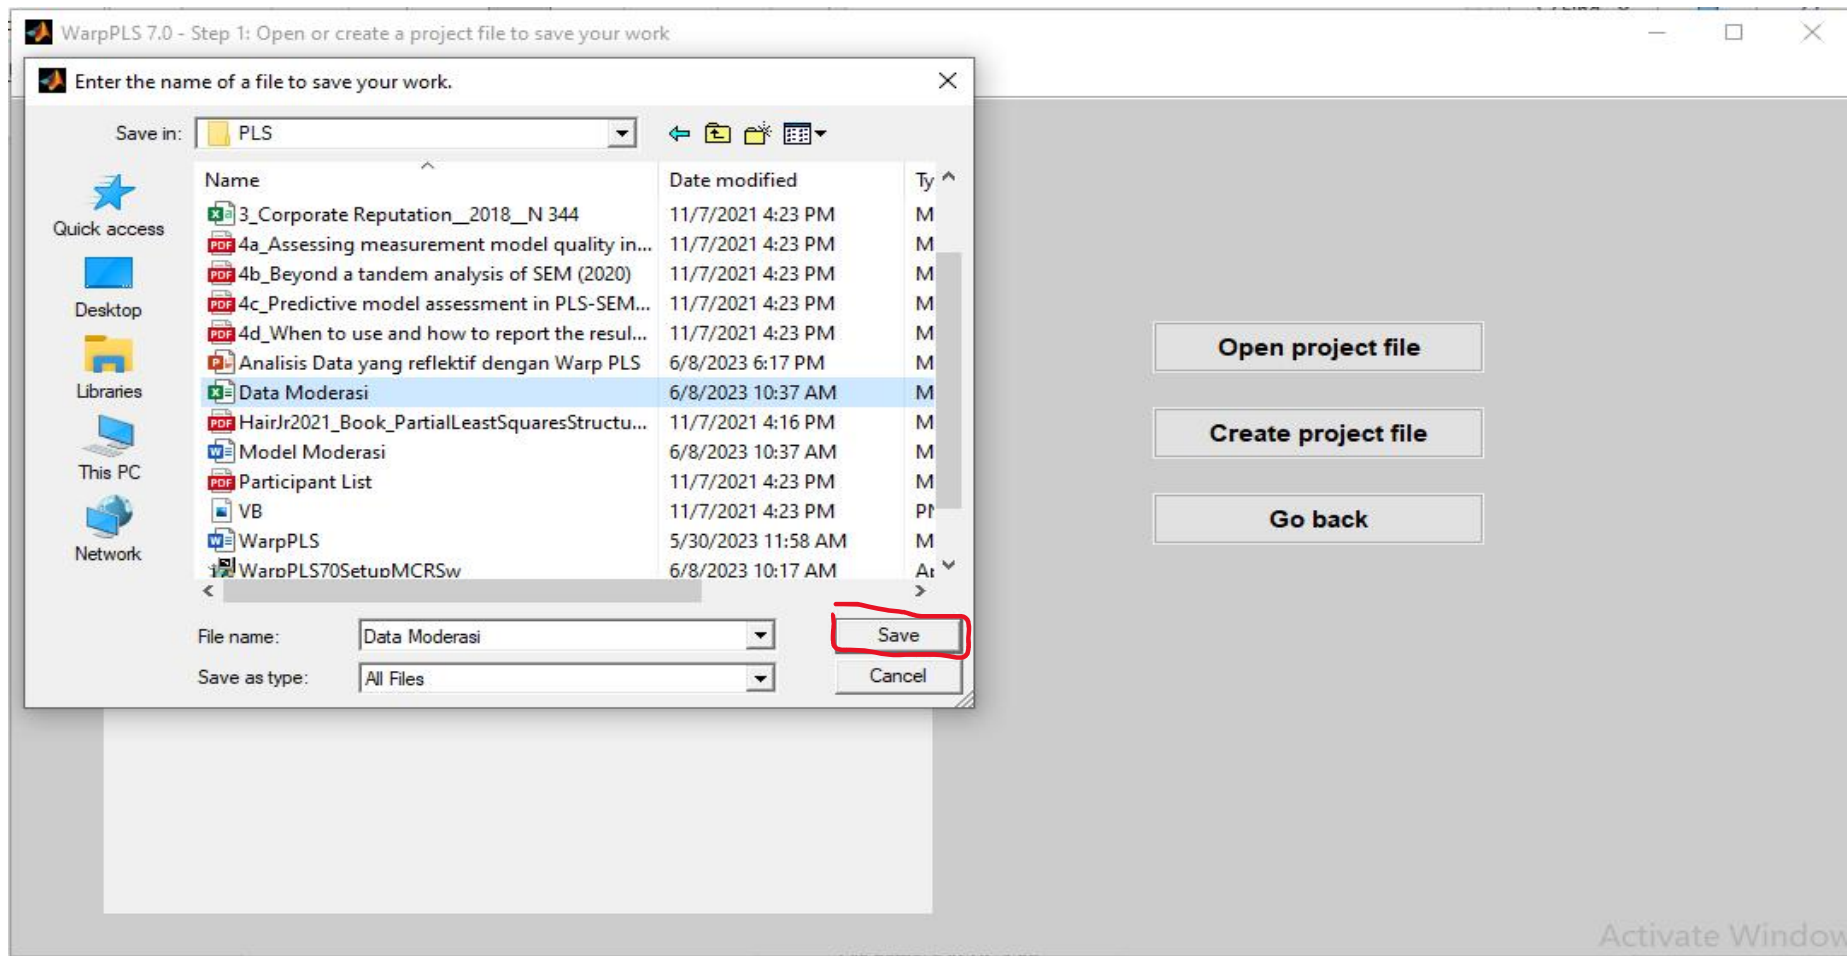 WarpPLS 7.0 - Step 1: Open or create a project file to save your work
Enter the name of a file to save your work.
Save in: PLS
Name Date modified Ty
3_Corporate Reputation__2018__N 344 11/7/2021 4:23 PM M
4a_Assessing measurement model quality in... 11/7/2021 4:23 PM M
4b_Beyond a tandem analysis of SEM (2020) 11/7/2021 4:23 PM M
4c_Predictive model assessment in PLS-SEM... 11/7/2021 4:23 PM M
4d_When to use and how to report the resul... 11/7/2021 4:23 PM M
Analisis Data yang reflektif dengan Warp PLS 6/8/2023 6:17 PM M
Data Moderasi 6/8/2023 10:37 AM M
HairJr2021_Book_PartialLeastSquaresStructu... 11/7/2021 4:16 PM M
Model Moderasi 6/8/2023 10:37 AM M
Participant List 11/7/2021 4:23 PM M
VB 11/7/2021 4:23 PM
WarpPLS 5/30/2023 11:58 AM M
WarpPLS70SetupMCRSw 6/8/2023 10:17 AM
Quick access
Desktop
Libraries
This PC
Network
File name: Data Moderasi
Save
Save as type: All Files
Cancel
Open project file
Create project file
Go back
Activate Window